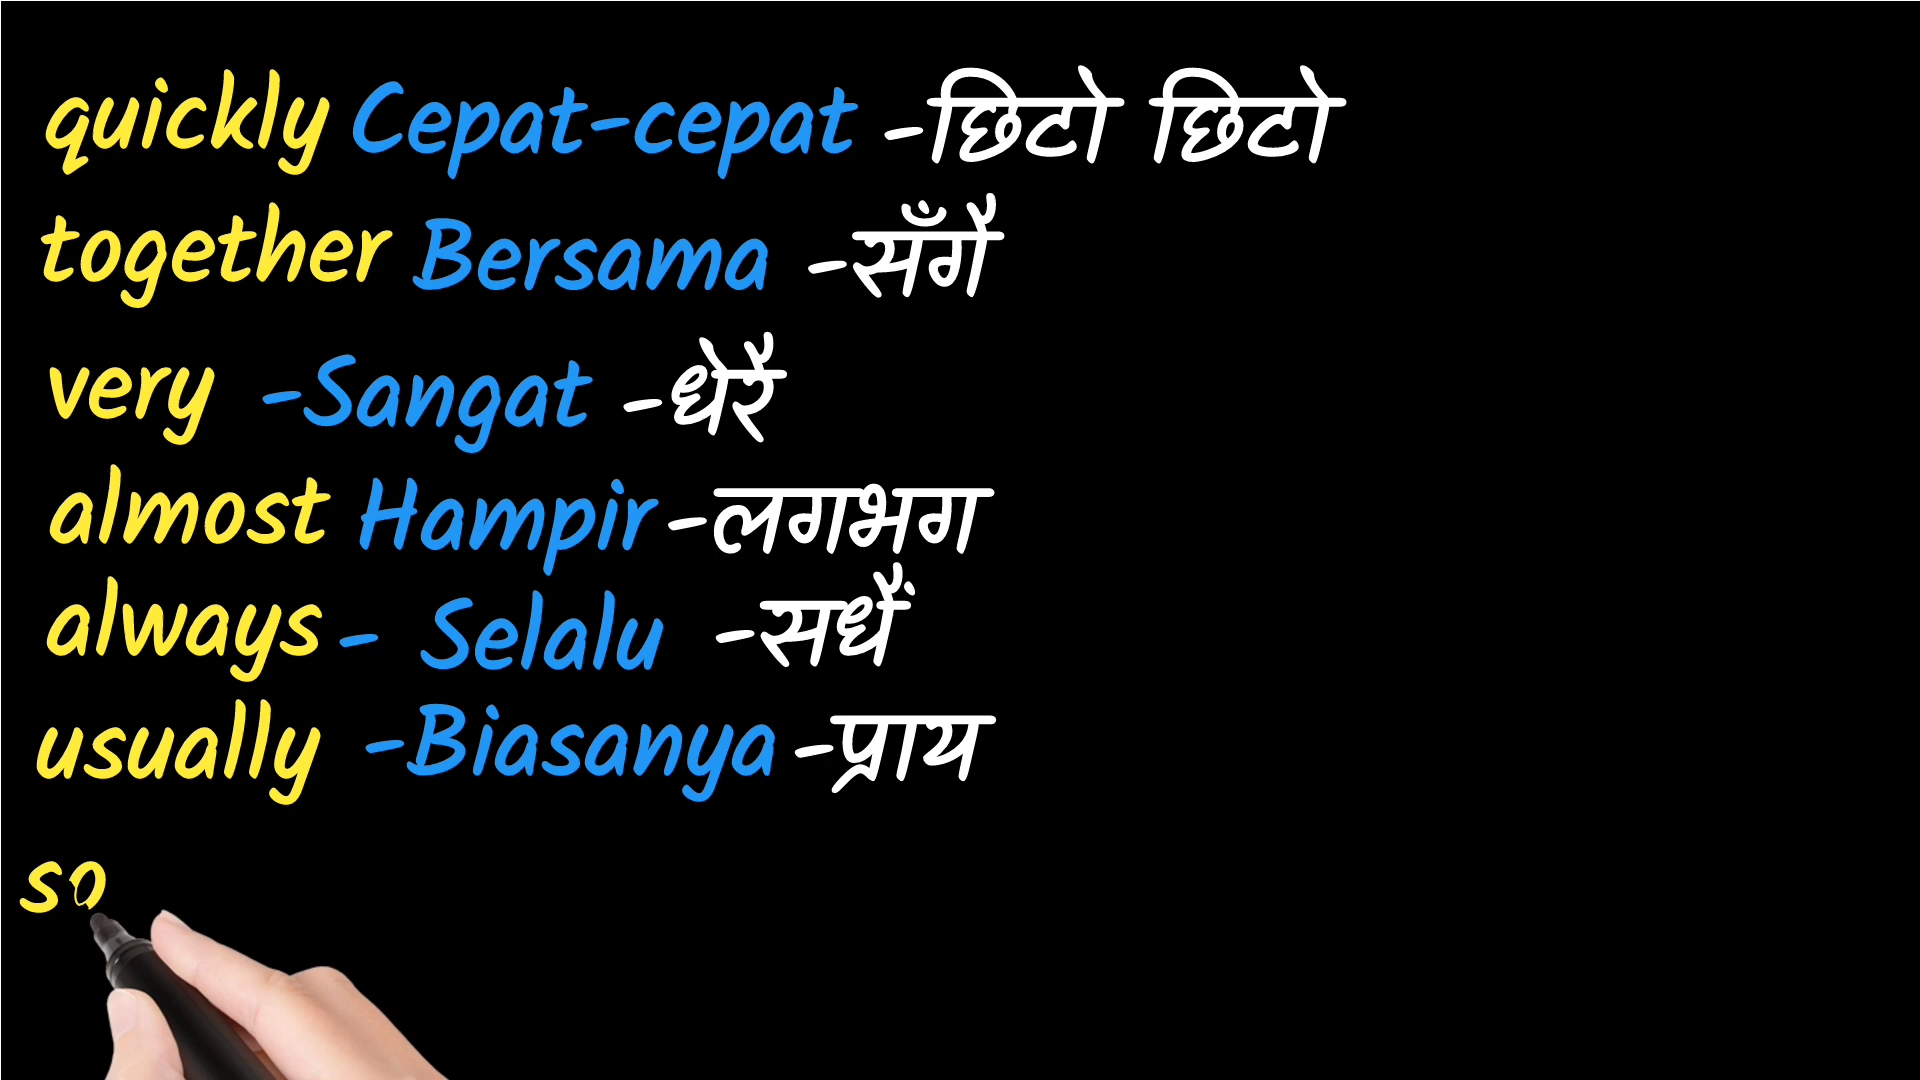 quickly Cepat-cepat -छिटो छिटो
together Bersama -सँगै
very -Sangat -धेरै
almost Hampir -लगभग
always - Selalu -सधैं
usually -Biasanya -प्राय
so